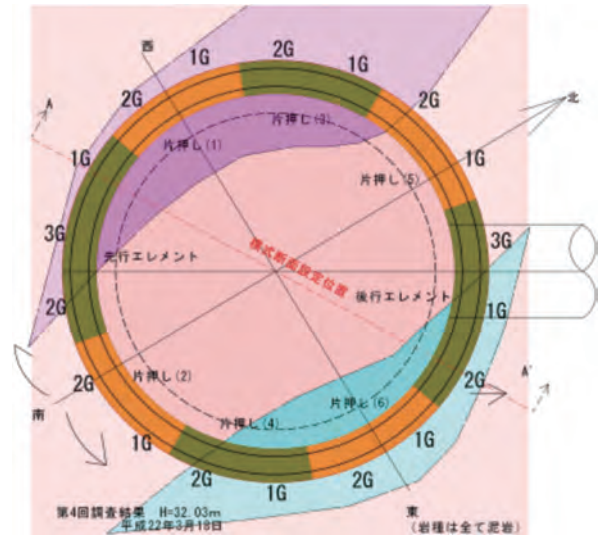 西
1G
2G
1G
2G
2G
北
A
片押し(1)
片押し(3)
1G
1G
片押し(5)
3G
3G
先行エレメント
模式断面設定位置
後行エレメント
2G
1G
片押し(2)
片押し(6)
2G
2G
A'
南
片押し(4)
1G
1G
2G
2G
1G
第4回調査結果 H=32.03m
平成22年3月18日
東
(岩種は全て泥岩)